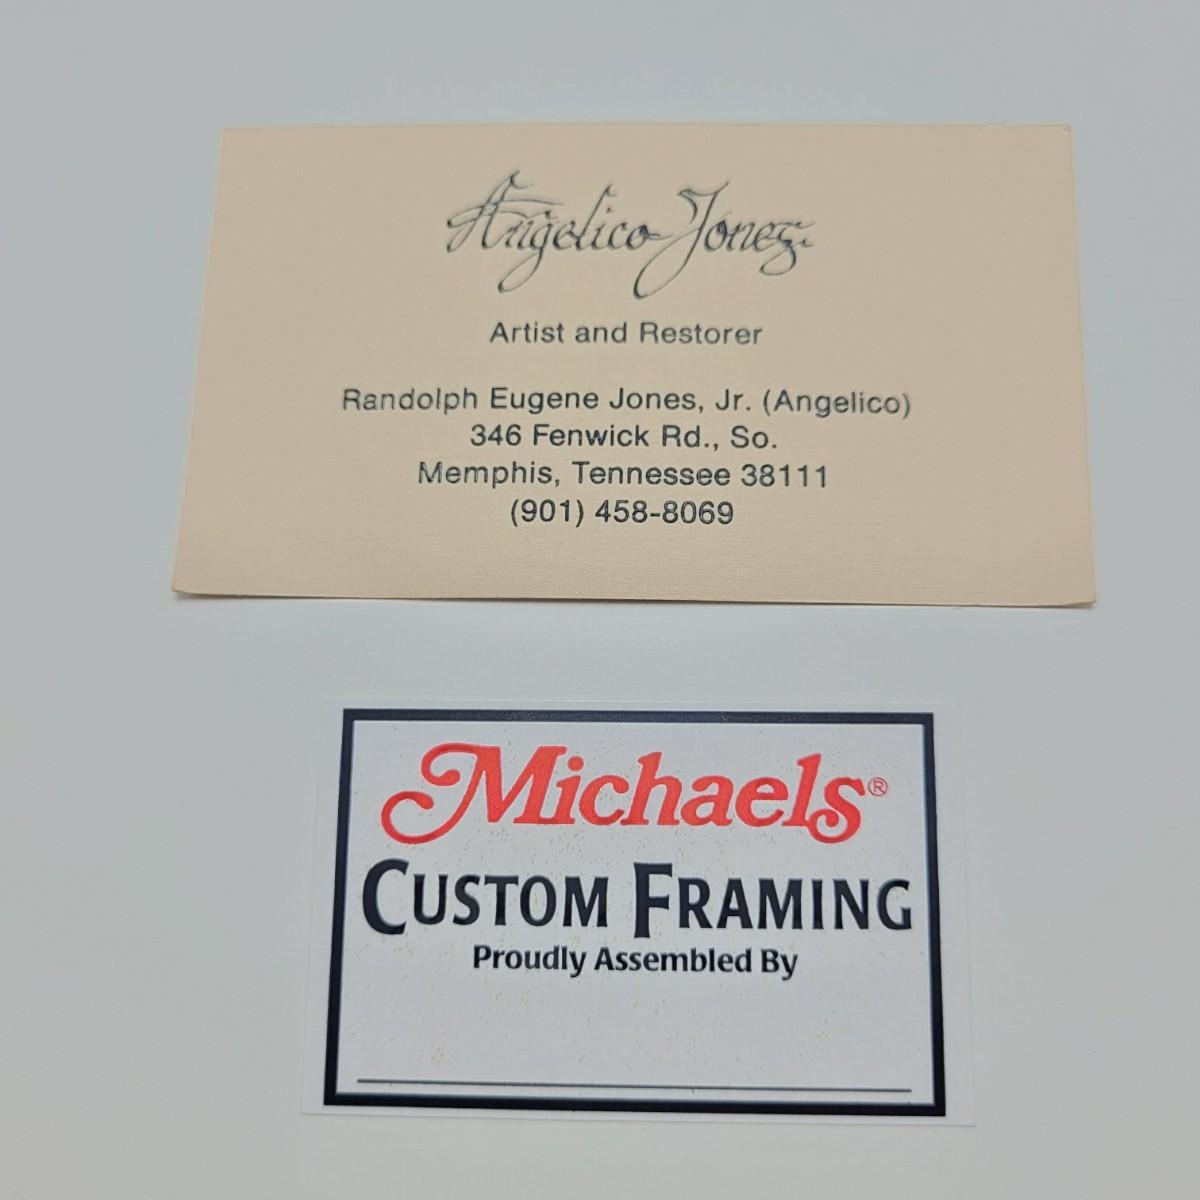 Angelico Jones
Artist and Restorer
Randolph Eugene Jones, Jr. (Angelico)
346 Fenwick Rd., So.
Memphis, Tennessee 38111
(901) 458-8069
Michaels®
CUSTOM FRAMING
Proudly Assembled By